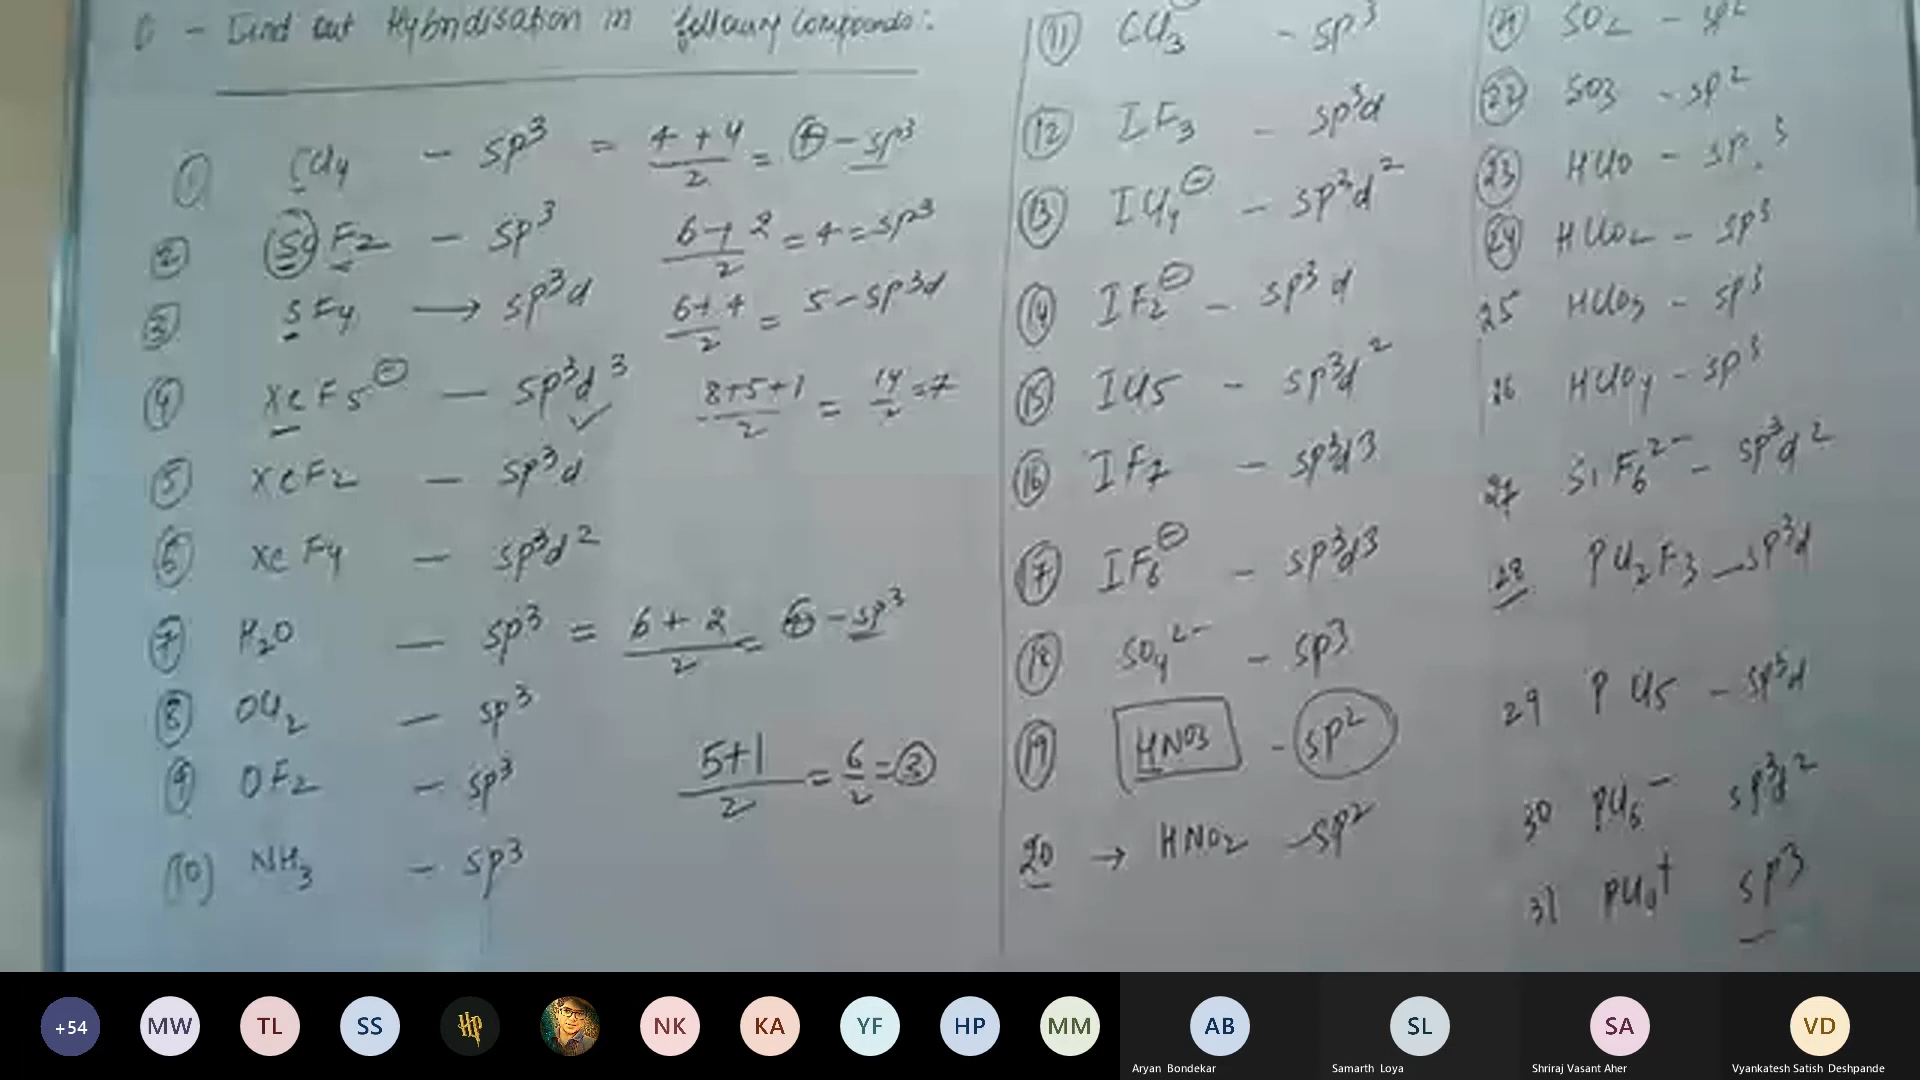 Q - Find out Hybridisation in following compounds:
① CCl4 - sp3 = 4+4/2 = ④ - sp3
② SOF2 - sp3 6+2/2 = 4 = sp3
③ SF4 → sp3d 6+4/2 = 5 - sp3d
④ XeF5⊖ - sp3d3 ✓ 8+5+1/2 = 14/2 = 7
⑤ XeF2 - sp3d
⑥ XeF4 - sp3d2
⑦ H2O - sp3 = 6+2/2 = ④ - sp3
⑧ OCl2 - sp3
⑨ OF2 - sp3
5+1/2 = 6/2 = ③
⑩ NH3 - sp3
⑪ - sp3
⑫ IF3 - sp3d
⑬ ICl4⊖ - sp3d2
⑭ IF2⊖ - sp3d
⑮ ICl5 - sp3d2
⑯ IF7 - sp3d3
⑰ IF6⊖ - sp3d3
⑱ SO4 2- - sp3
⑲ HNO3 - sp2
20 → HNO2 - sp2
㉑ SO2 - sp2
㉒ SO3 - sp2
㉓ HClO - sp3
㉔ HClO2 - sp3
25 HClO3 - sp3
26 HClO4 - sp3
27 SiF6 2- - sp3d2
28 PCl2F3 - sp3d
29 PCl5 - sp3d
30 PCl6- sp3d2
31 PCl4+ sp3
+54
MW
TL
SS
HP
NK
KA
YF
HP
MM
AB
SL
SA
VD
Aryan Bondekar
Samarth Loya
Shriraj Vasant Aher
Vyankatesh Satish Deshpande